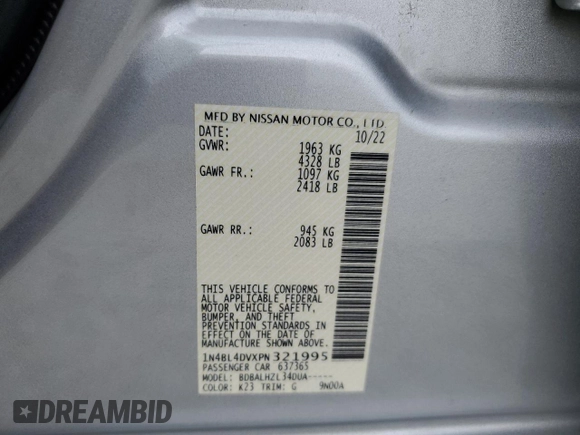 MFD BY NISSAN MOTOR CO., LTD.
DATE: 10/22
GVWR: 1963 KG
4328 LB
GAWR FR.: 1097 KG
2418 LB
GAWR RR.: 945 KG
2083 LB
THIS VEHICLE CONFORMS TO
ALL APPLICABLE FEDERAL
MOTOR VEHICLE SAFETY,
BUMPER, AND THEFT
PREVENTION STANDARDS IN
EFFECT ON THE DATE OF
MANUFACTURE SHOWN ABOVE.
1N4BL4DVXPN321995
PASSENGER CAR 637365
MODEL: BDBALHZL34DUA-----
COLOR: K23 TRIM: G 9N00A
DREAMBID